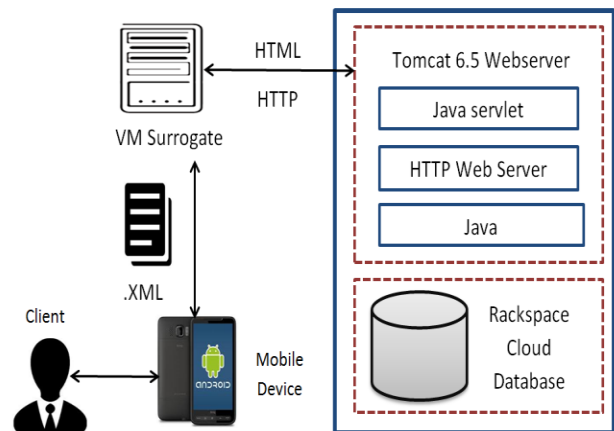 HTML
HTTP
VM Surrogate
.XML
Client
Mobile
Device
ANDROID
Tomcat 6.5 Webserver
Java servlet
HTTP Web Server
Java
Rackspace
Cloud
Database